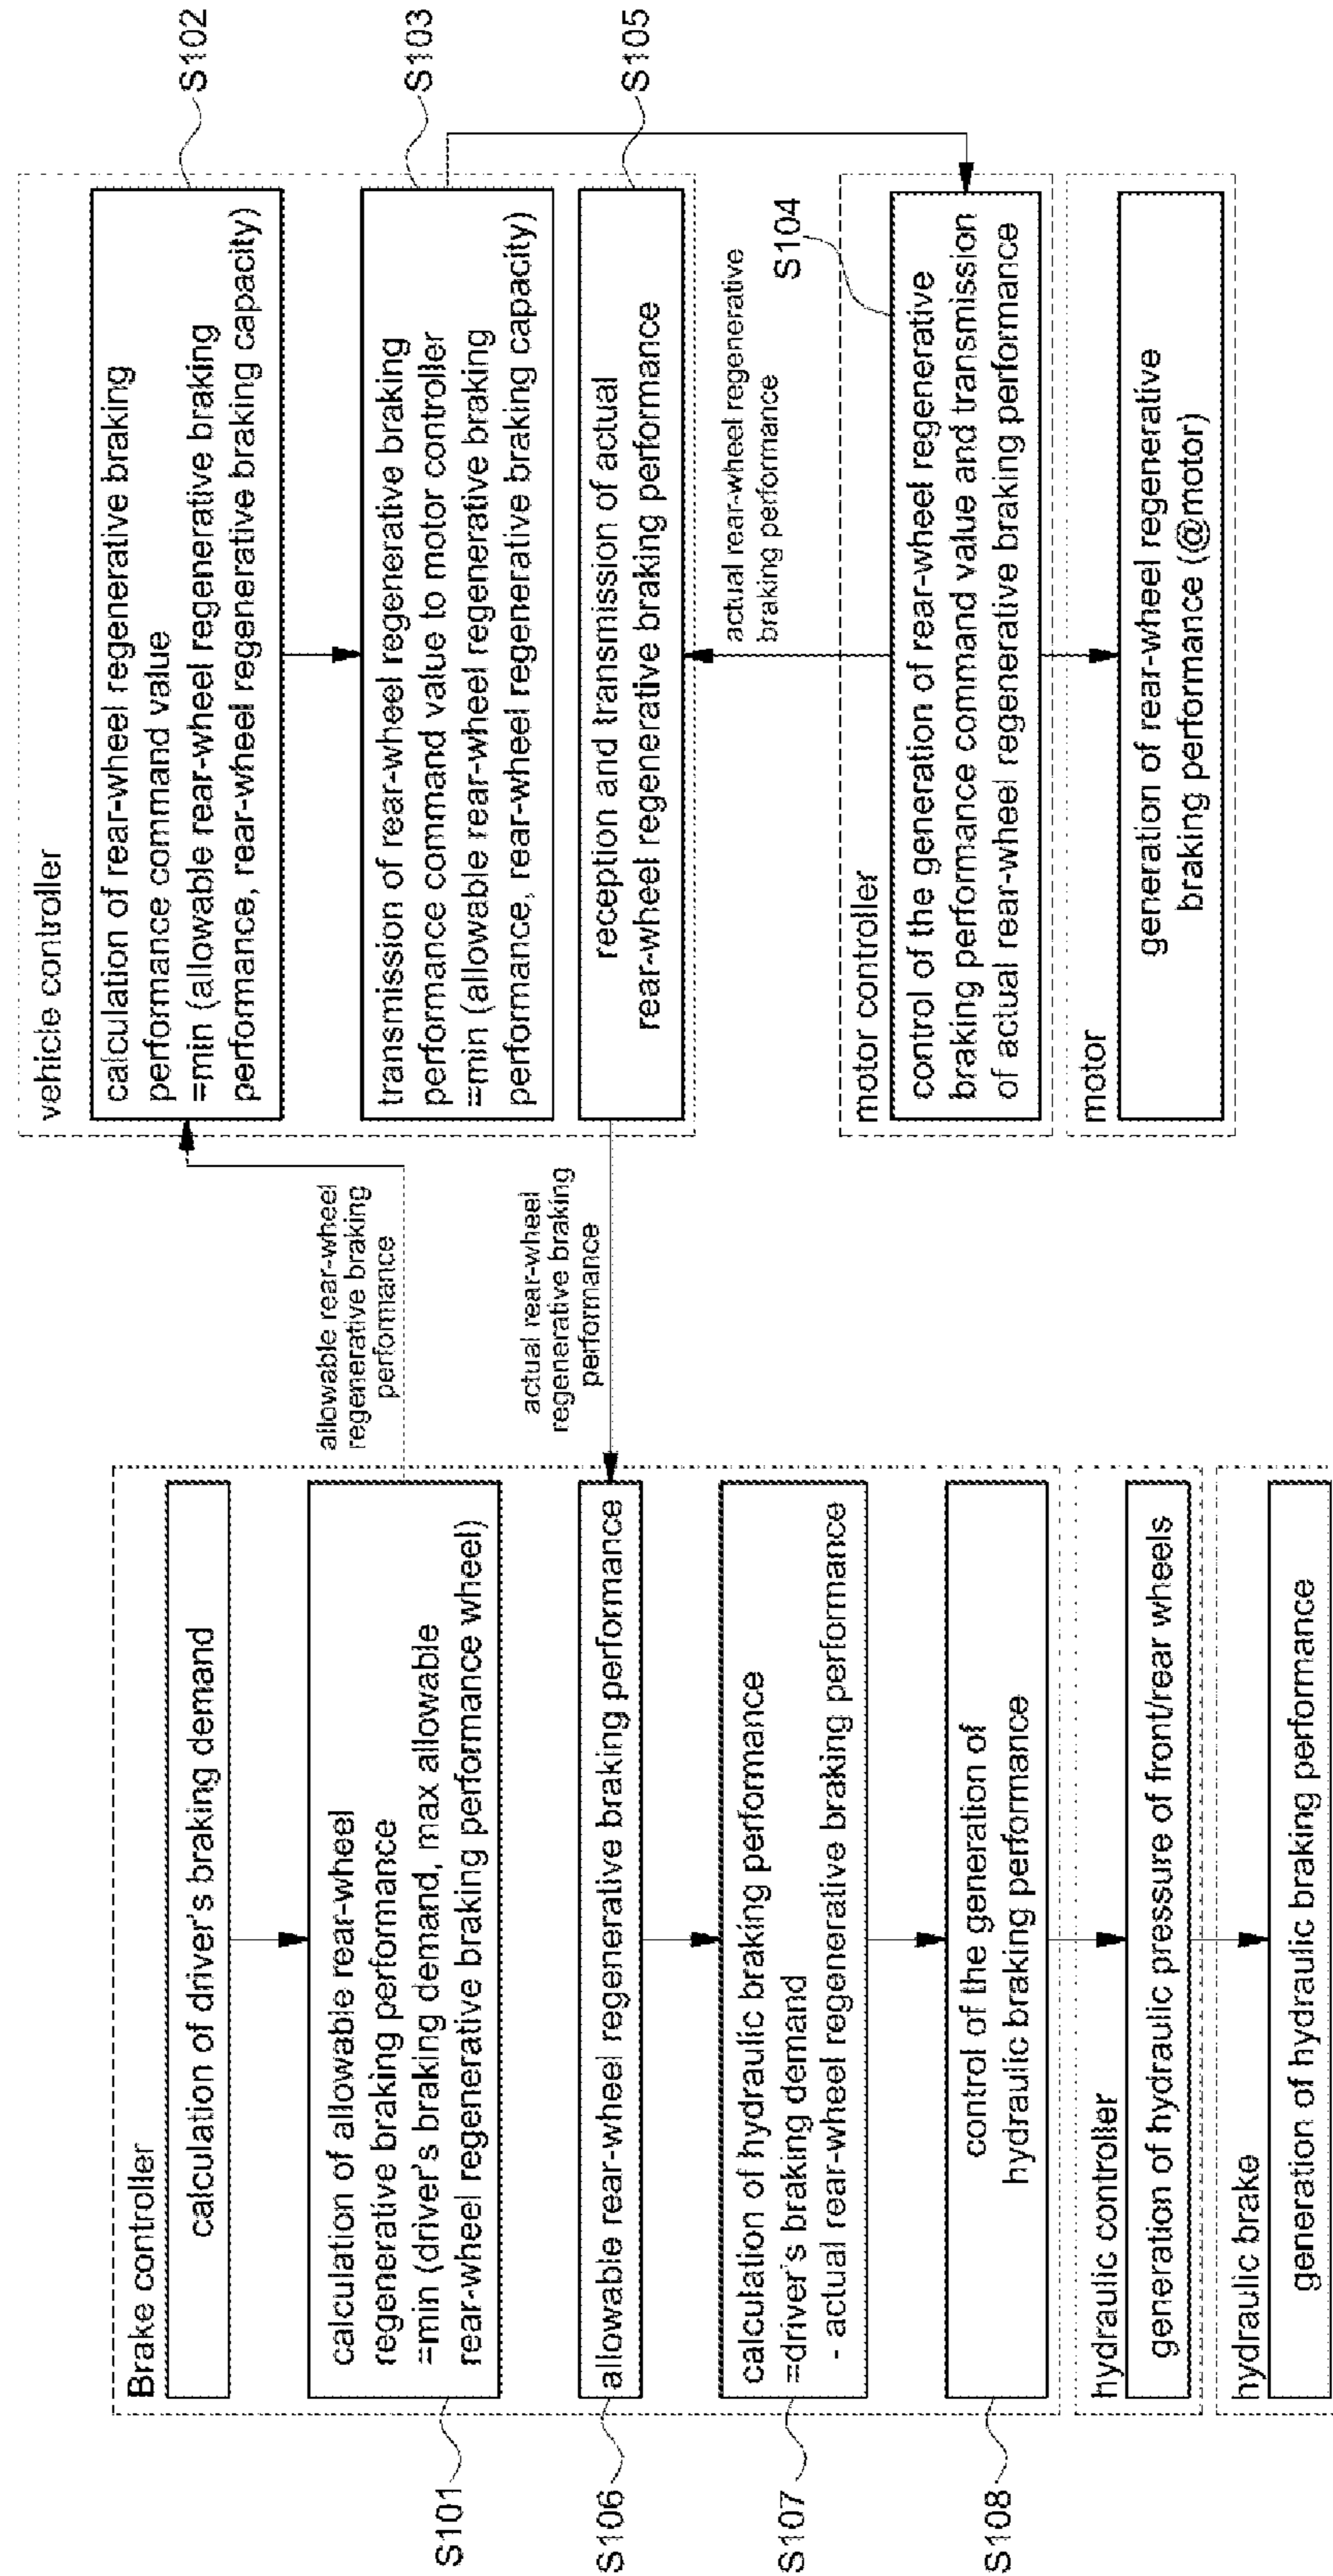 Brake controller
calculation of driver's braking demand
calculation of allowable rear-wheel
regenerative braking performance
=min (driver's braking demand, max allowable
rear-wheel regenerative braking performance wheel)
S101
allowable rear-wheel
regenerative braking
performance
vehicle controller
calculation of rear-wheel regenerative braking
performance command value
=min (allowable rear-wheel regenerative braking
performance, rear-wheel regenerative braking capacity)
S102
transmission of rear-wheel regenerative braking
performance command value to motor controller
=min (allowable rear-wheel regenerative braking
performance, rear-wheel regenerative braking capacity)
S103
reception and transmission of actual
rear-wheel regenerative braking performance
S105
actual rear-wheel regenerative
braking performance
S104
motor controller
control of the generation of rear-wheel regenerative
braking performance command value and transmission
of actual rear-wheel regenerative braking performance
motor
generation of rear-wheel regenerative
braking performance (@motor)
actual rear-wheel
regenerative braking
performance
allowable rear-wheel regenerative braking performance
S106
calculation of hydraulic braking performance
=driver's braking demand
- actual rear-wheel regenerative braking performance
S107
control of the generation of
hydraulic braking performance
S108
hydraulic controller
generation of hydraulic pressure of front/rear wheels
hydraulic brake
generation of hydraulic braking performance